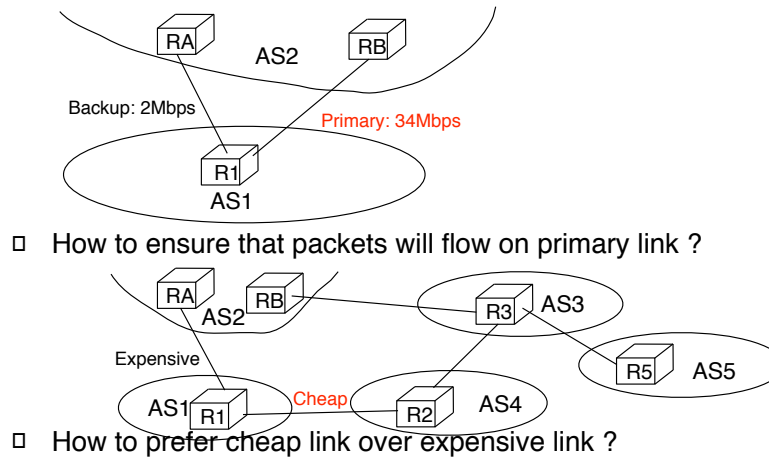 RA
RB
AS2
Backup: 2Mbps
Primary: 34Mbps
R1
AS1
How to ensure that packets will flow on primary link ?
RA
RB
AS2
R3
AS3
Expensive
R5
AS5
Cheap
AS1
R1
R2
AS4
How to prefer cheap link over expensive link ?